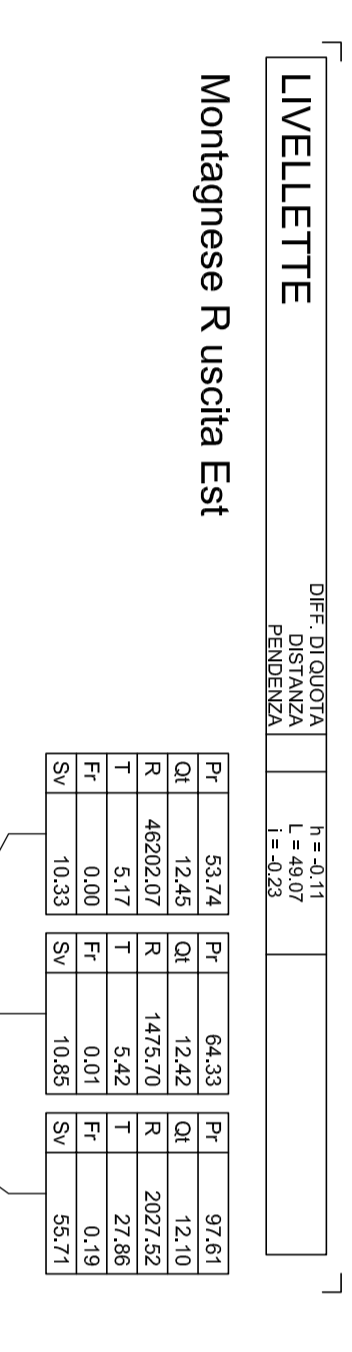 LIVELLETTE
DIFF. DI QUOTA h = -0.11
DISTANZA L = 49.07
PENDENZA i = -0.23
Montagnese R uscita Est
Pr 53.74 Pr 64.33 Pr 97.61
Qt 12.45 Qt 12.42 Qt 12.10
R 46202.07 R 1475.70 R 2027.52
T 5.17 T 5.42 T 27.86
Fr 0.00 Fr 0.01 Fr 0.19
Sv 10.33 Sv 10.85 Sv 55.71